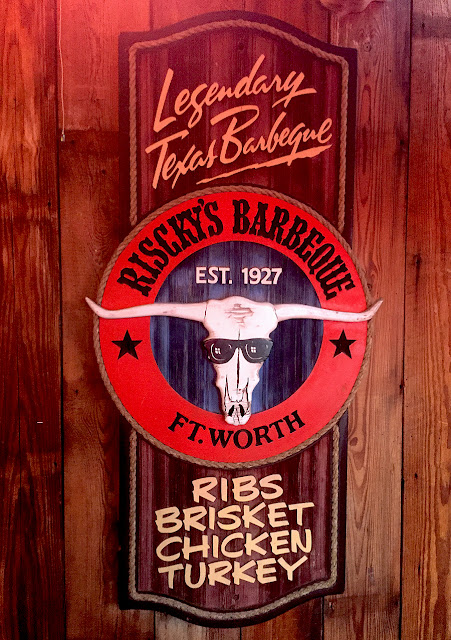 Legendary
Texas Barbeque
RISCKY'S BARBEQUE
EST. 1927
FT. WORTH
RIBS
BRISKET
CHICKEN
TURKEY